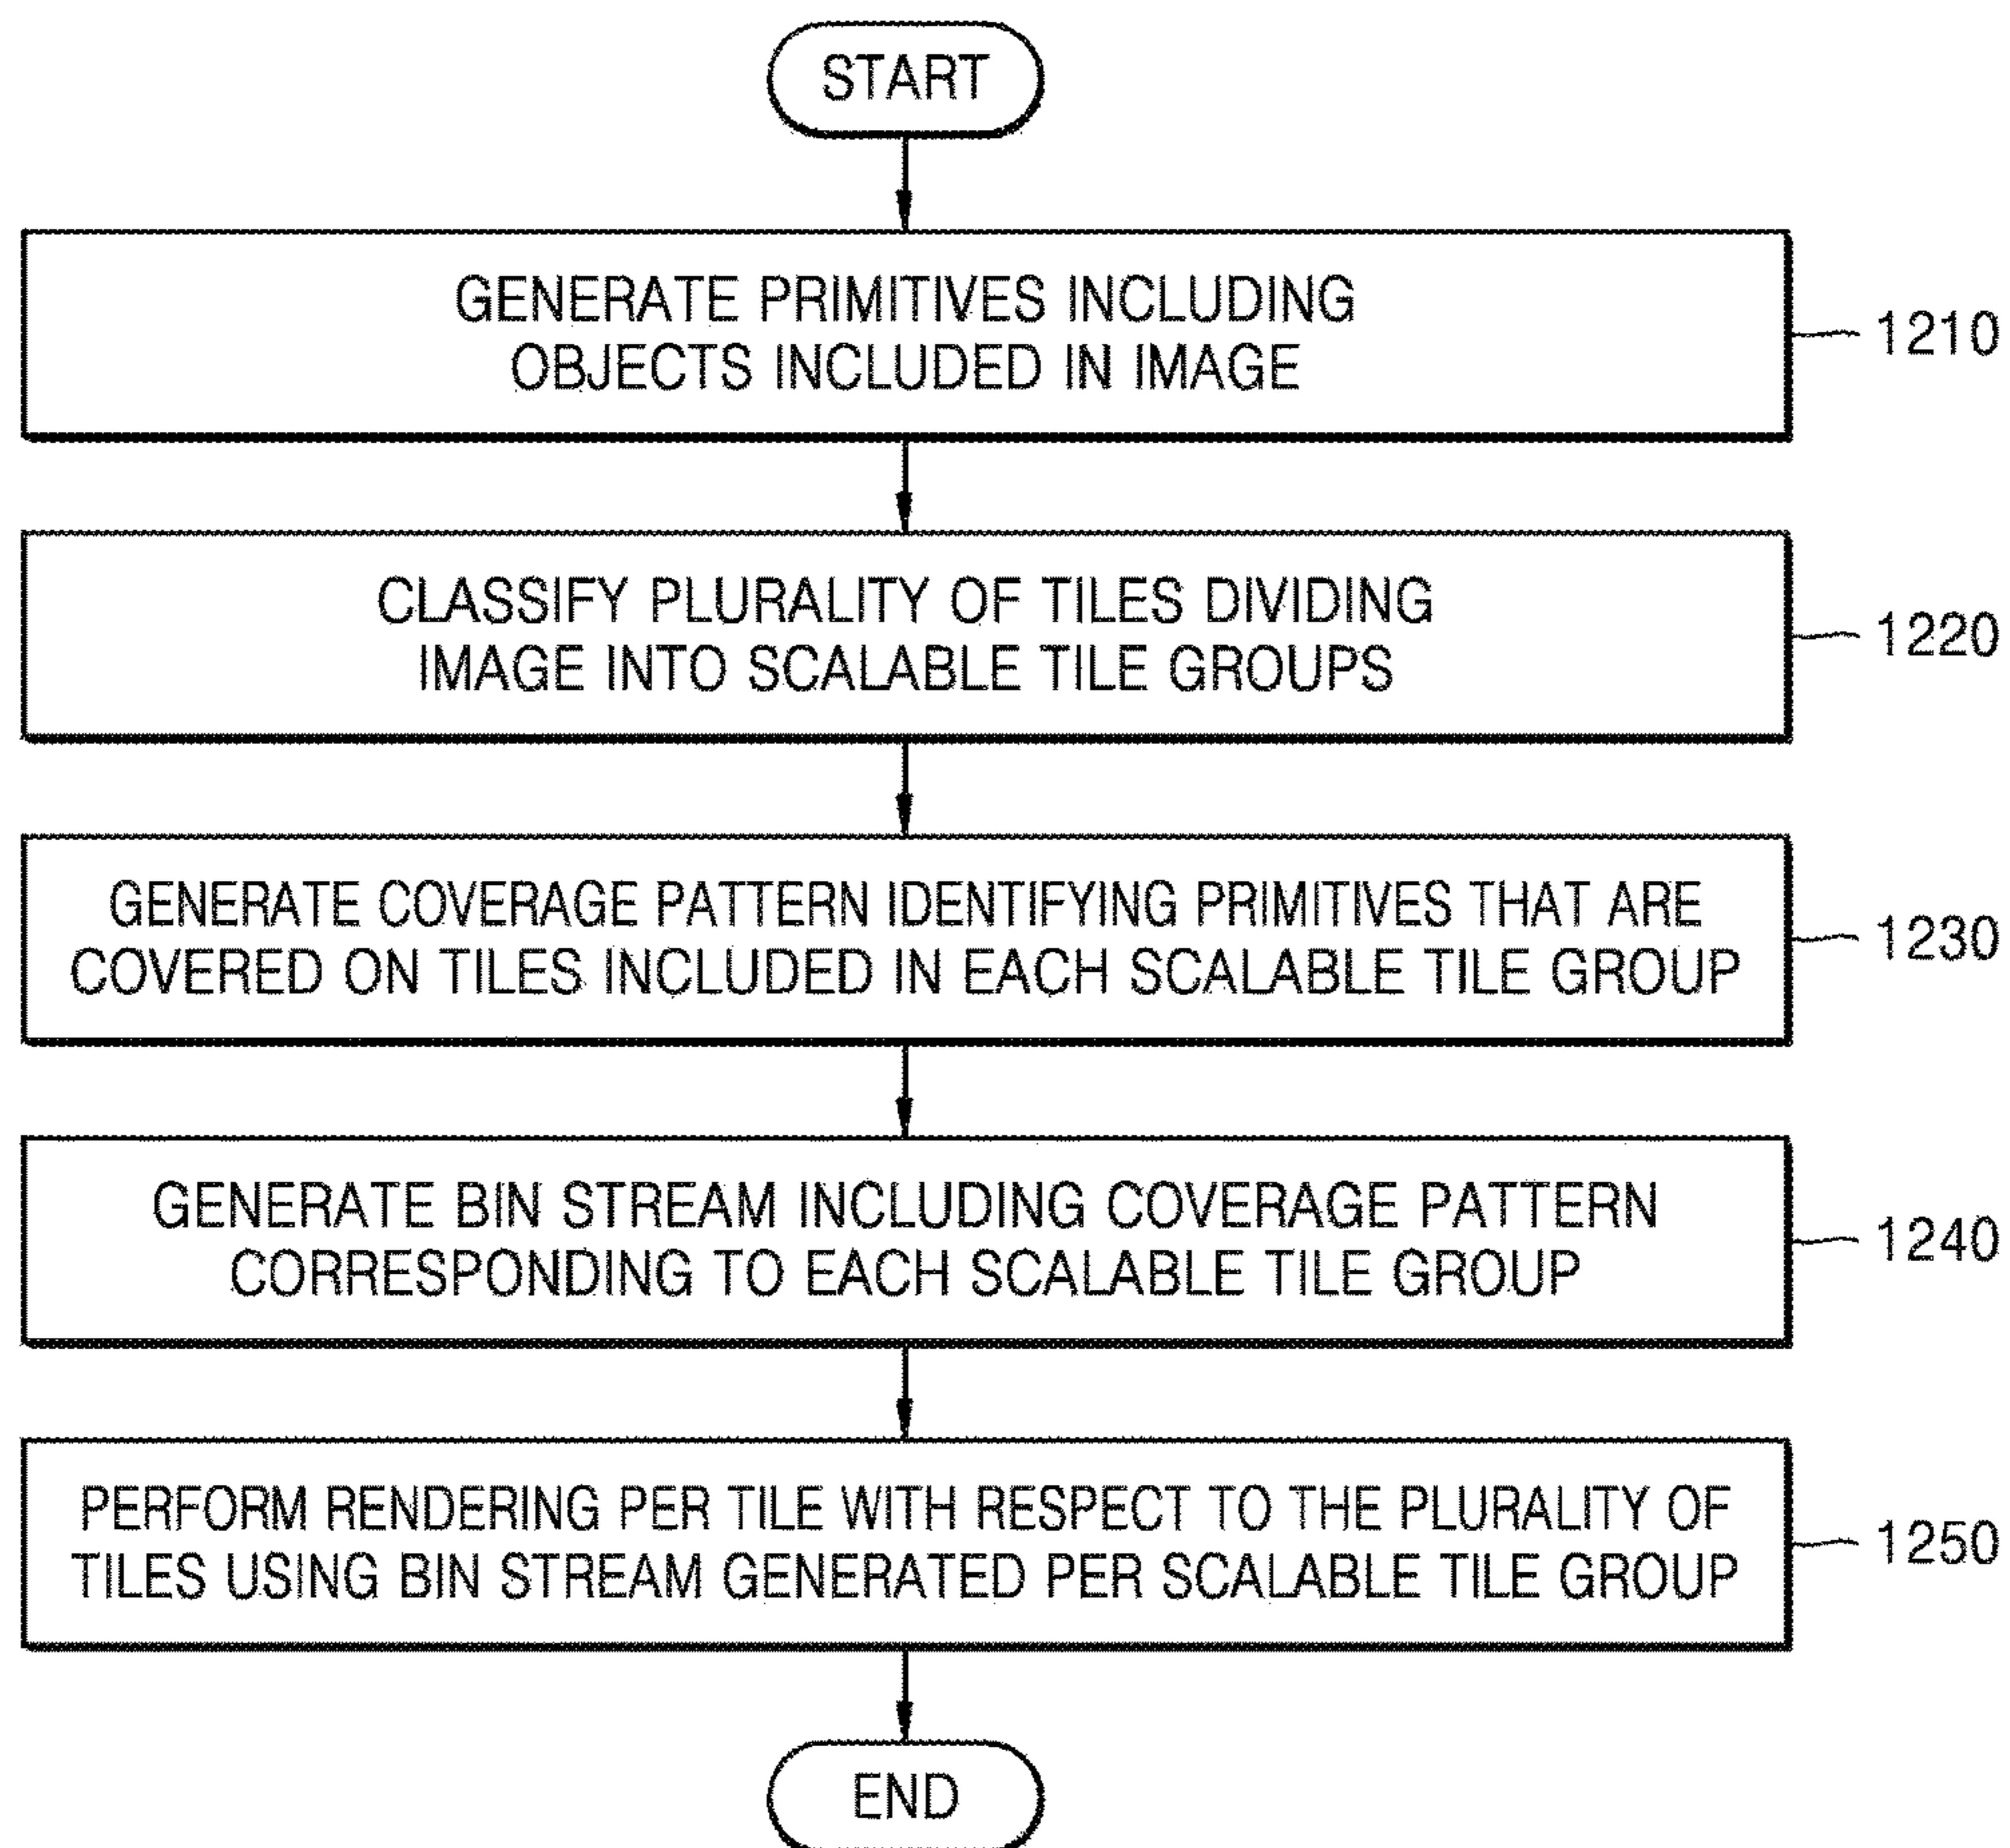 START
GENERATE PRIMITIVES INCLUDING
OBJECTS INCLUDED IN IMAGE
1210
CLASSIFY PLURALITY OF TILES DIVIDING
IMAGE INTO SCALABLE TILE GROUPS
1220
GENERATE COVERAGE PATTERN IDENTIFYING PRIMITIVES THAT ARE
COVERED ON TILES INCLUDED IN EACH SCALABLE TILE GROUP
1230
GENERATE BIN STREAM INCLUDING COVERAGE PATTERN
CORRESPONDING TO EACH SCALABLE TILE GROUP
1240
PERFORM RENDERING PER TILE WITH RESPECT TO THE PLURALITY OF
TILES USING BIN STREAM GENERATED PER SCALABLE TILE GROUP
1250
END